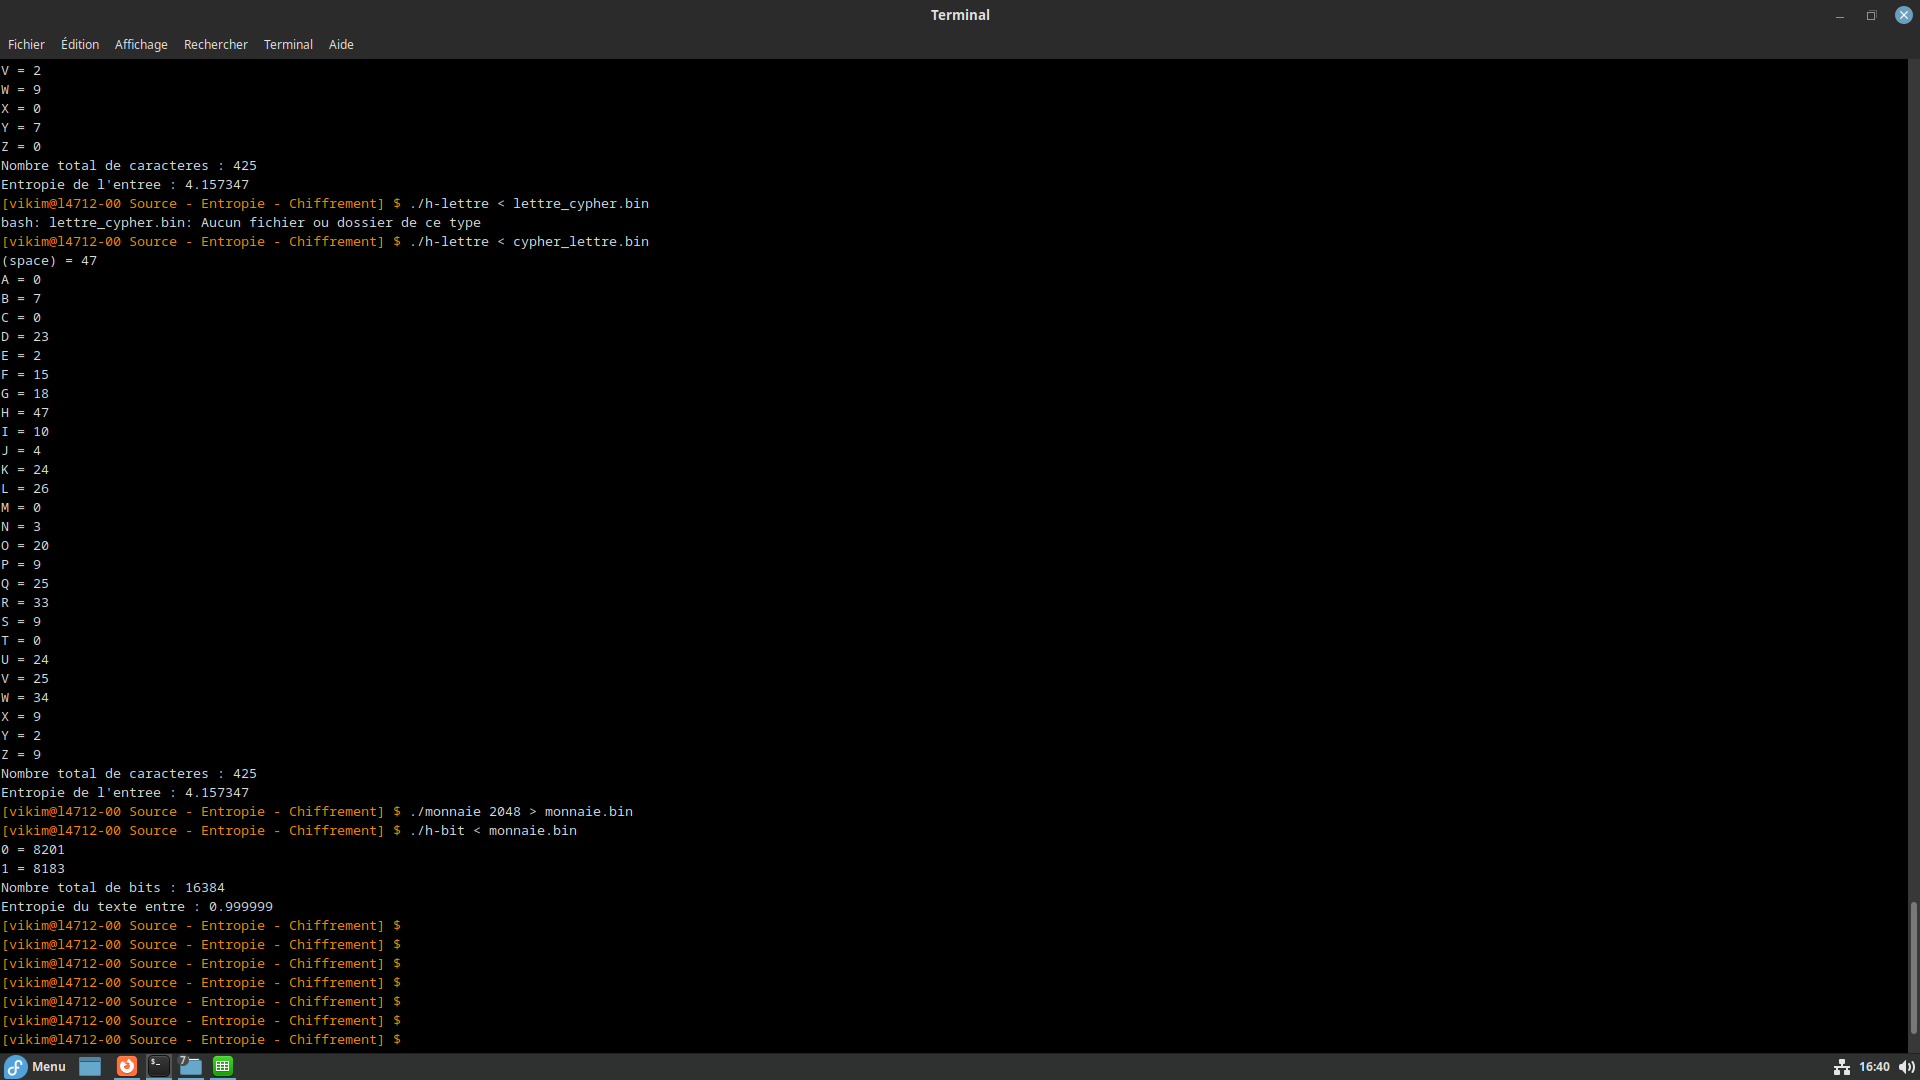 Terminal
Fichier Édition Affichage Rechercher Terminal Aide
V = 2
W = 9
X = 0
Y = 7
Z = 0
Nombre total de caracteres : 425
Entropie de l'entree : 4.157347
[vikim@l4712-00 Source - Entropie - Chiffrement] $ ./h-lettre < lettre_cypher.bin
bash: lettre_cypher.bin: Aucun fichier ou dossier de ce type
[vikim@l4712-00 Source - Entropie - Chiffrement] $ ./h-lettre < cypher_lettre.bin
(space) = 47
A = 0
B = 7
C = 0
D = 23
E = 2
F = 15
G = 18
H = 47
I = 10
J = 4
K = 24
L = 26
M = 0
N = 3
O = 20
P = 9
Q = 25
R = 33
S = 9
T = 0
U = 24
V = 25
W = 34
X = 9
Y = 2
Z = 9
Nombre total de caracteres : 425
Entropie de l'entree : 4.157347
[vikim@l4712-00 Source - Entropie - Chiffrement] $ ./monnaie 2048 > monnaie.bin
[vikim@l4712-00 Source - Entropie - Chiffrement] $ ./h-bit < monnaie.bin
0 = 8201
1 = 8183
Nombre total de bits : 16384
Entropie du texte entre : 0.999999
[vikim@l4712-00 Source - Entropie - Chiffrement] $
[vikim@l4712-00 Source - Entropie - Chiffrement] $
[vikim@l4712-00 Source - Entropie - Chiffrement] $
[vikim@l4712-00 Source - Entropie - Chiffrement] $
[vikim@l4712-00 Source - Entropie - Chiffrement] $
[vikim@l4712-00 Source - Entropie - Chiffrement] $
[vikim@l4712-00 Source - Entropie - Chiffrement] $
Menu $_ 7 16:40